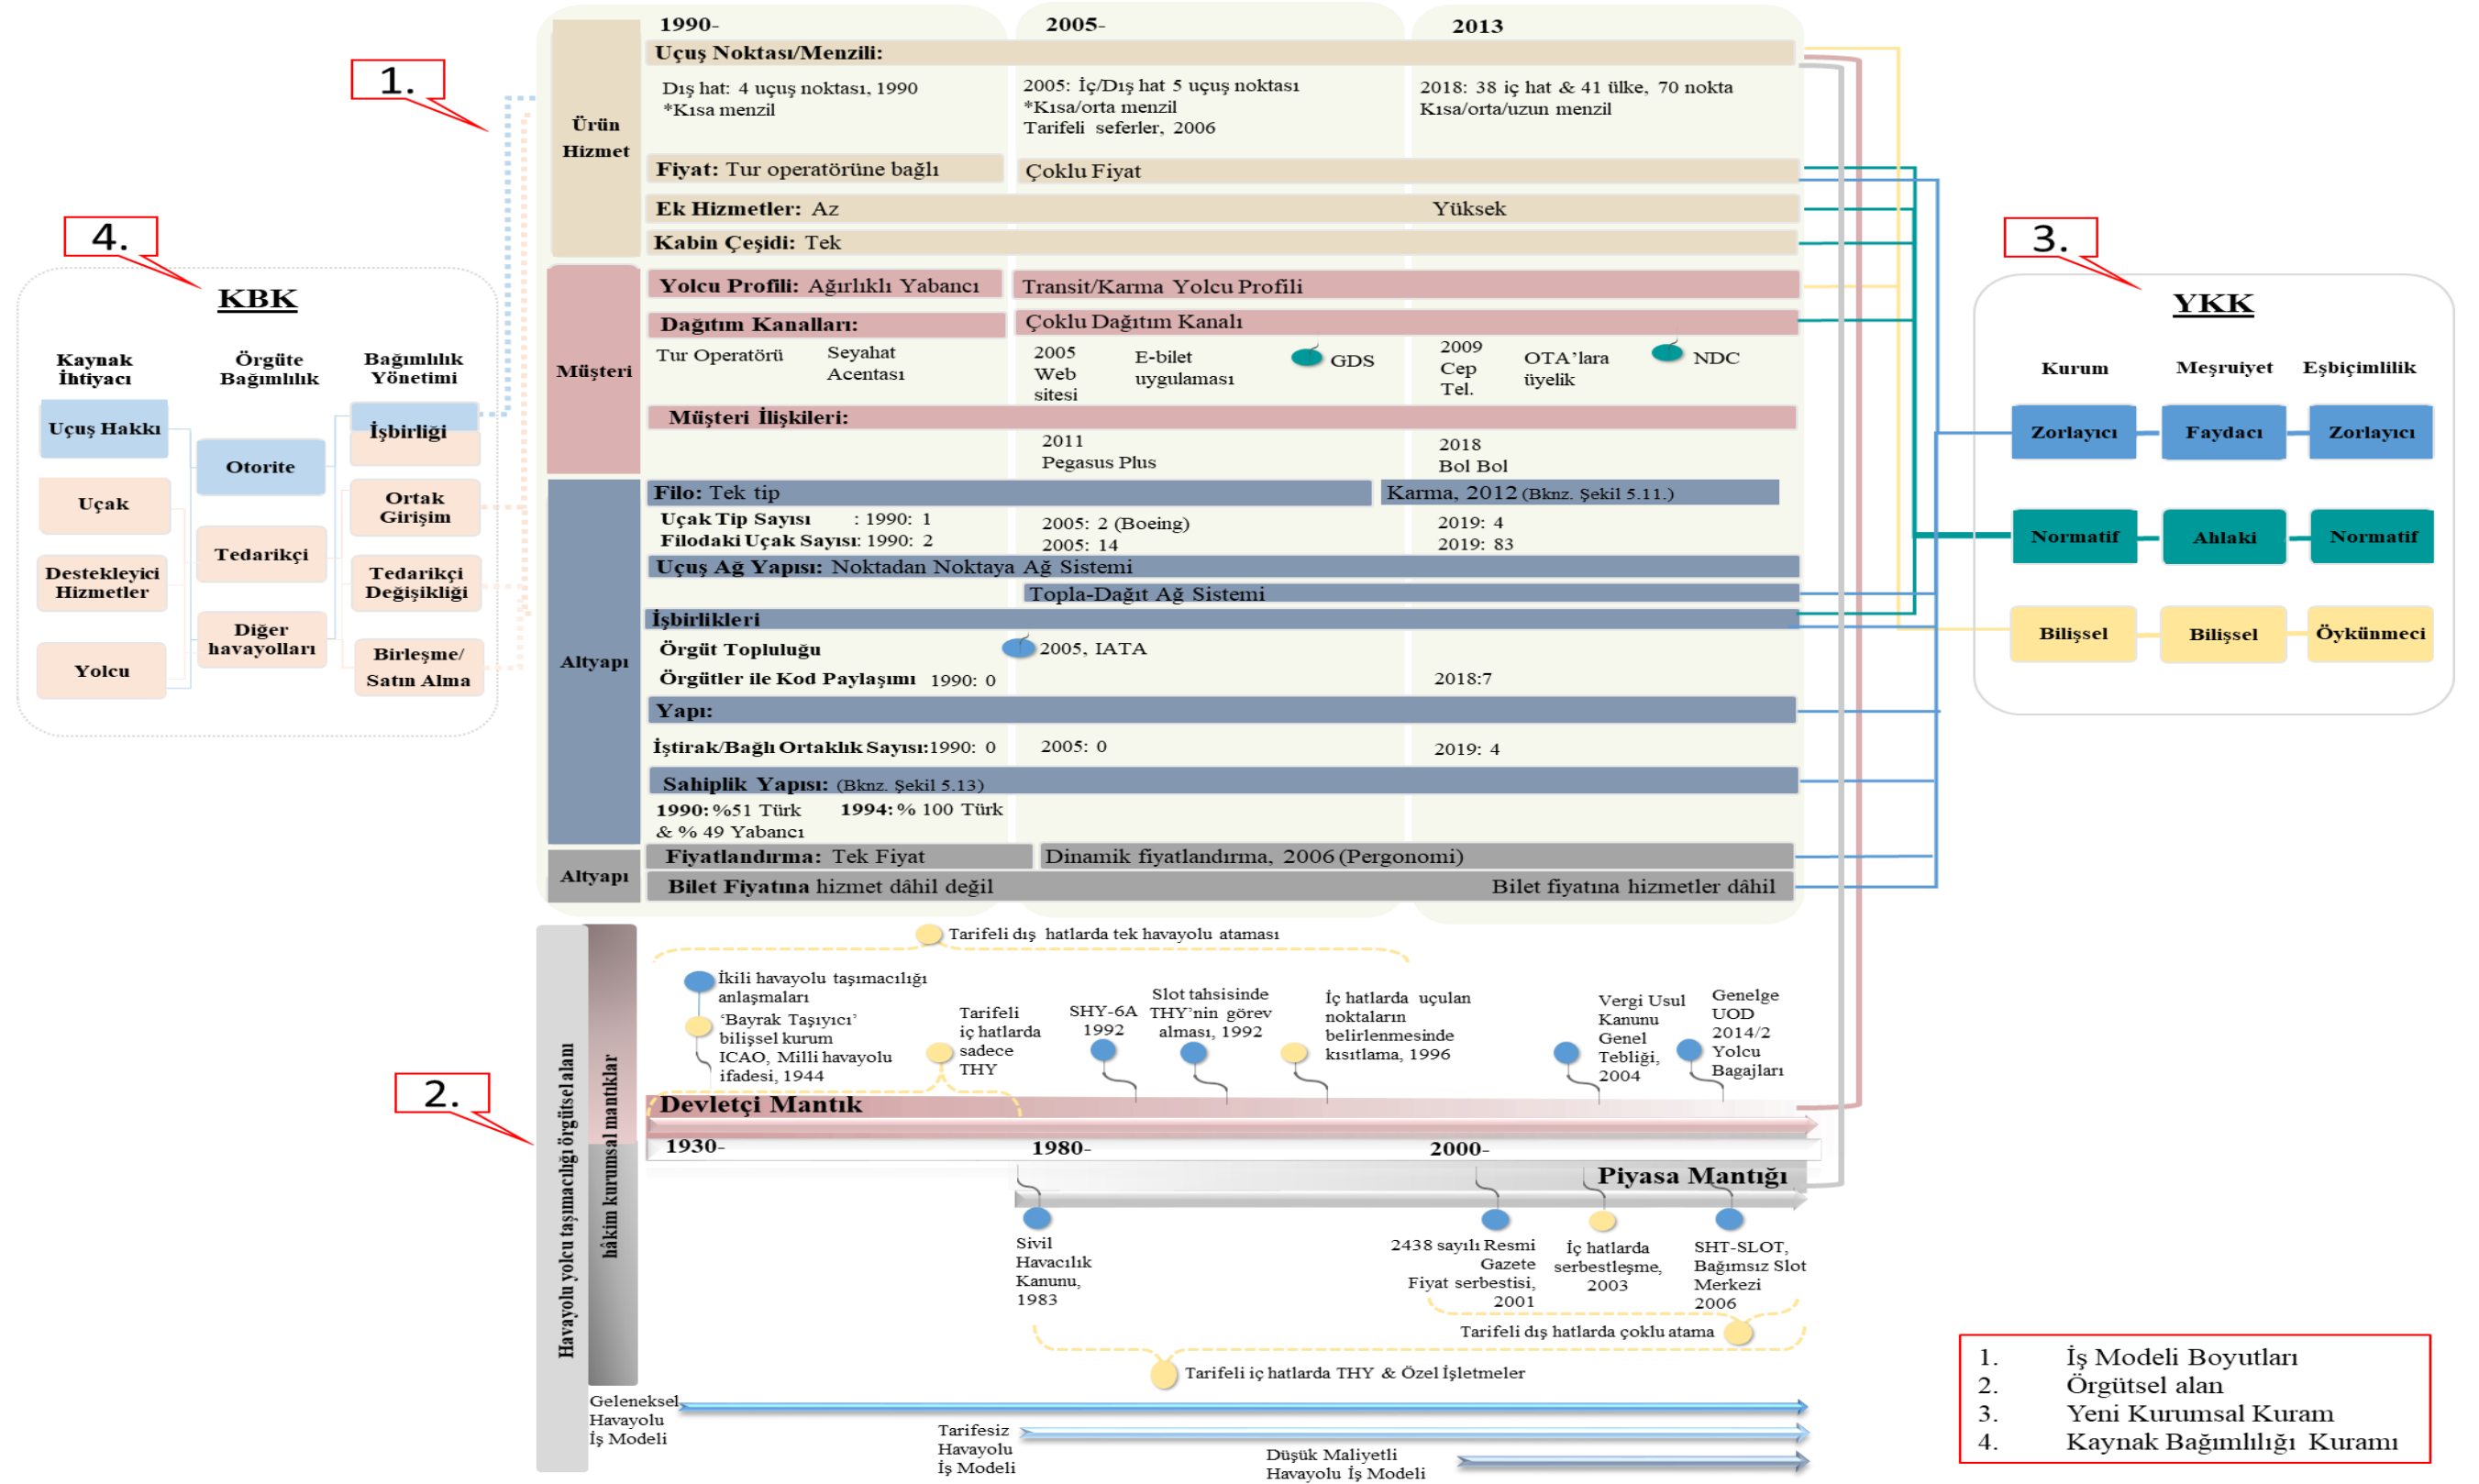 1990-
2005-
2013
Uçuş Noktası/Menzili:
Dış hat: 4 uçuş noktası, 1990
*Kısa menzil
2005: İç/Dış hat 5 uçuş noktası
*Kısa/orta menzil
Tarifeli seferler, 2006
2018: 38 iç hat & 41 ülke, 70 nokta
Kısa/orta/uzun menzil
Ürün
Hizmet
Fiyat: Tur operatörüne bağlı
Çoklu Fiyat
Ek Hizmetler: Az
Yüksek
Kabin Çeşidi: Tek
1.
4.
3.
2.
KBK
Kaynak
İhtiyacı
Örgüte
Bağımlılık
Bağımlılık
Yönetimi
Uçuş Hakkı
Uçak
Destekleyici
Hizmetler
Yolcu
Otorite
Tedarikçi
Diğer
havayolları
İşbirliği
Ortak
Girişim
Tedarikçi
Değişikliği
Birleşme/
Satın Alma
Müşteri
Yolcu Profili: Ağırlıklı Yabancı
Transit/Karma Yolcu Profili
Dağıtım Kanalları:
Çoklu Dağıtım Kanalı
Tur Operatörü
Seyahat
Acentası
2005
Web
sitesi
E-bilet
uygulaması
GDS
2009
Cep
Tel.
OTA’lara
üyelik
NDC
Müşteri İlişkileri:
2011
Pegasus Plus
2018
Bol Bol
Altyapı
Filo: Tek tip
Karma, 2012 (Bknz. Şekil 5.11.)
Uçak Tip Sayısı : 1990: 1
Filodaki Uçak Sayısı: 1990: 2
2005: 2 (Boeing)
2005: 14
2019: 4
2019: 83
Uçuş Ağ Yapısı: Noktadan Noktaya Ağ Sistemi
Topla-Dağıt Ağ Sistemi
İşbirlikleri
Örgüt Topluluğu
2005, IATA
Örgütler ile Kod Paylaşımı 1990: 0
2018:7
Yapı:
İştirak/Bağlı Ortaklık Sayısı:1990: 0
2005: 0
2019: 4
Sahiplik Yapısı: (Bknz. Şekil 5.13)
1990: %51 Türk
& % 49 Yabancı
1994: % 100 Türk
Altyapı
Fiyatlandırma: Tek Fiyat
Dinamik fiyatlandırma, 2006 (Pergonomi)
Bilet Fiyatına hizmet dâhil değil
Bilet fiyatına hizmetler dâhil
YKK
Kurum
Meşruiyet
Eşbiçimlilik
Zorlayıcı
Faydacı
Zorlayıcı
Normatif
Ahlaki
Normatif
Bilişsel
Bilişsel
Öykünmeci
Havayolu yolcu taşımacılığı örgütsel alanı
hâkim kurumsal mantıklar
Tarifeli dış hatlarda tek havayolu ataması
İkili havayolu taşımacılığı
anlaşmaları
‘Bayrak Taşıyıcı’
bilişsel kurum
ICAO, Milli havayolu
ifadesi, 1944
Tarifeli
iç hatlarda
sadece
THY
SHY-6A
1992
Slot tahsisinde
THY’nin görev
alması, 1992
İç hatlarda uçulan
noktaların
belirlenmesinde
kısıtlama, 1996
Vergi Usul
Kanunu
Genel
Tebliği,
2004
Genelge
UOD
2014/2
Yolcu
Bagajları
Devletçi Mantık
1930-
1980-
2000-
Piyasa Mantığı
Sivil
Havacılık
Kanunu,
1983
2438 sayılı Resmi
Gazete
Fiyat serbestisi,
2001
İç hatlarda
serbestleşme,
2003
SHT-SLOT,
Bağımsız Slot
Merkezi
2006
Tarifeli dış hatlarda çoklu atama
Tarifeli iç hatlarda THY & Özel İşletmeler
Geleneksel
Havayolu
İş Modeli
Tarifesiz
Havayolu
İş Modeli
Düşük Maliyetli
Havayolu İş Modeli
1. İş Modeli Boyutları
2. Örgütsel alan
3. Yeni Kurumsal Kuram
4. Kaynak Bağımlılığı Kuramı